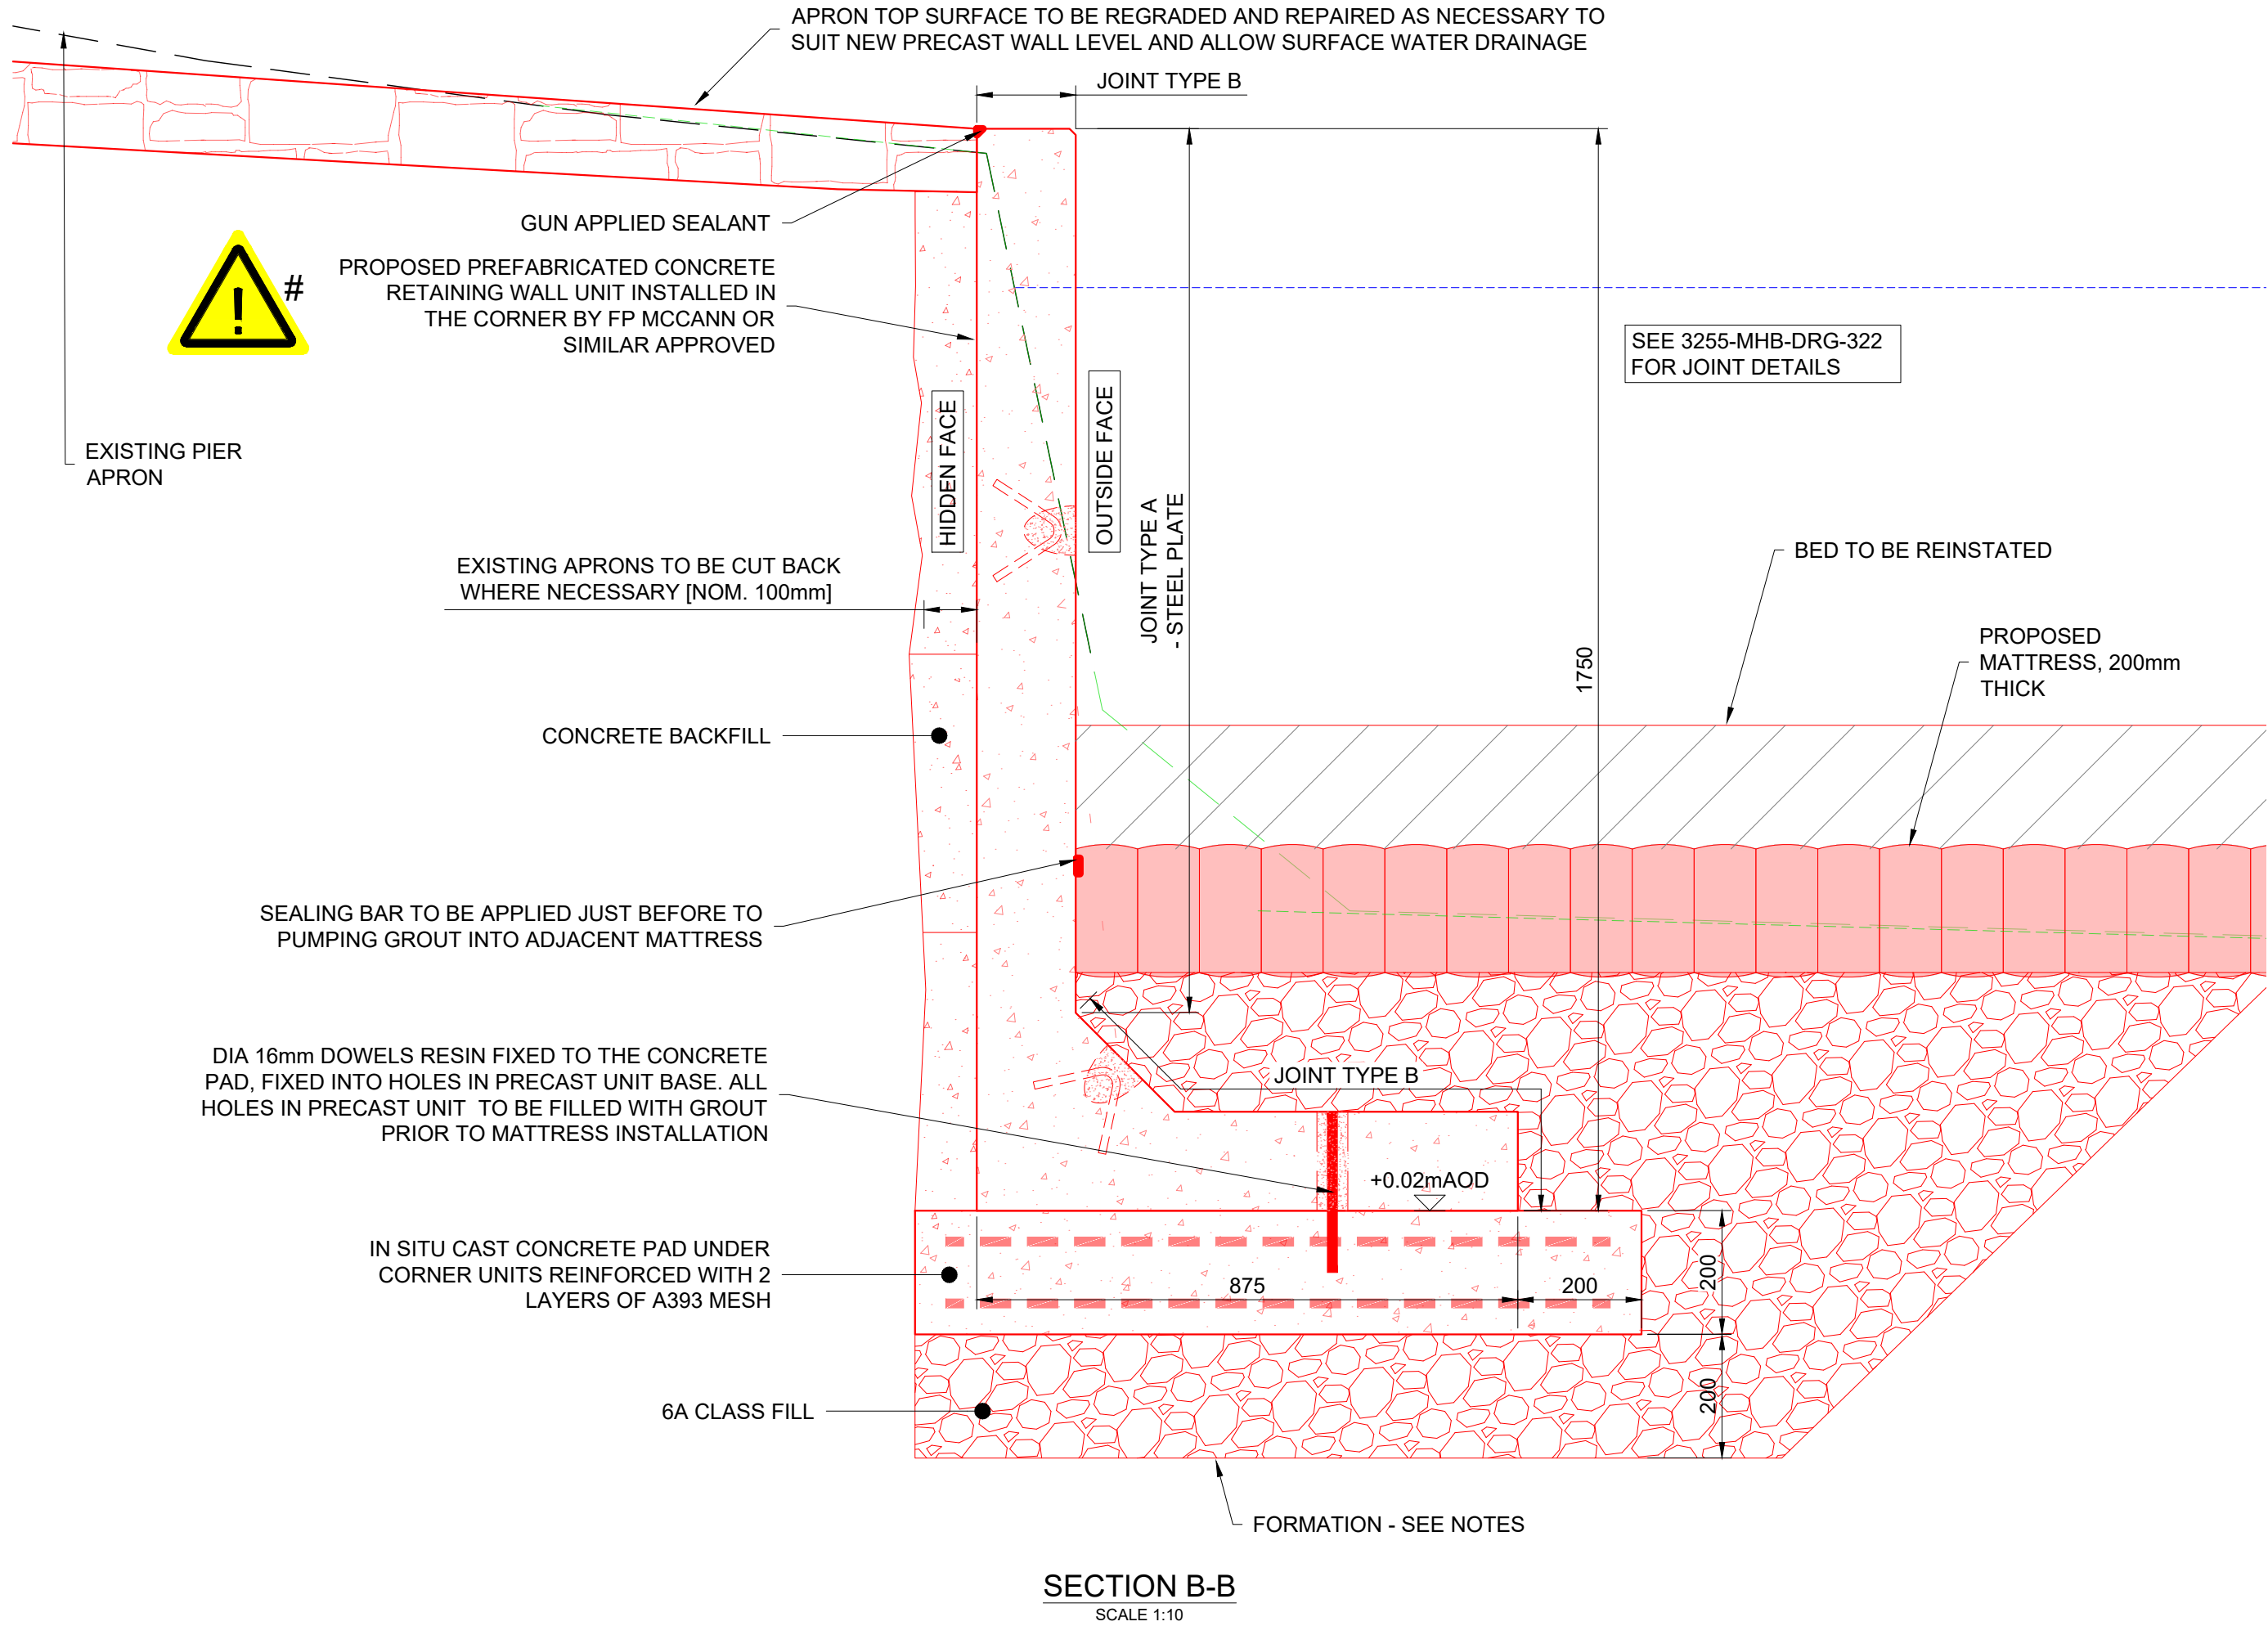 APRON TOP SURFACE TO BE REGRADED AND REPAIRED AS NECESSARY TO
SUIT NEW PRECAST WALL LEVEL AND ALLOW SURFACE WATER DRAINAGE
JOINT TYPE B
GUN APPLIED SEALANT
!
#
PROPOSED PREFABRICATED CONCRETE
RETAINING WALL UNIT INSTALLED IN
THE CORNER BY FP MCCANN OR
SIMILAR APPROVED
SEE 3255-MHB-DRG-322
FOR JOINT DETAILS
EXISTING PIER
APRON
HIDDEN FACE
OUTSIDE FACE
JOINT TYPE A
- STEEL PLATE
1750
EXISTING APRONS TO BE CUT BACK
WHERE NECESSARY [NOM. 100mm]
BED TO BE REINSTATED
PROPOSED
MATTRESS, 200mm
THICK
CONCRETE BACKFILL
SEALING BAR TO BE APPLIED JUST BEFORE TO
PUMPING GROUT INTO ADJACENT MATTRESS
DIA 16mm DOWELS RESIN FIXED TO THE CONCRETE
PAD, FIXED INTO HOLES IN PRECAST UNIT BASE. ALL
HOLES IN PRECAST UNIT TO BE FILLED WITH GROUT
PRIOR TO MATTRESS INSTALLATION
JOINT TYPE B
+0.02mAOD
IN SITU CAST CONCRETE PAD UNDER
CORNER UNITS REINFORCED WITH 2
LAYERS OF A393 MESH
875
200
200
200
6A CLASS FILL
FORMATION - SEE NOTES
SECTION B-B
SCALE 1:10